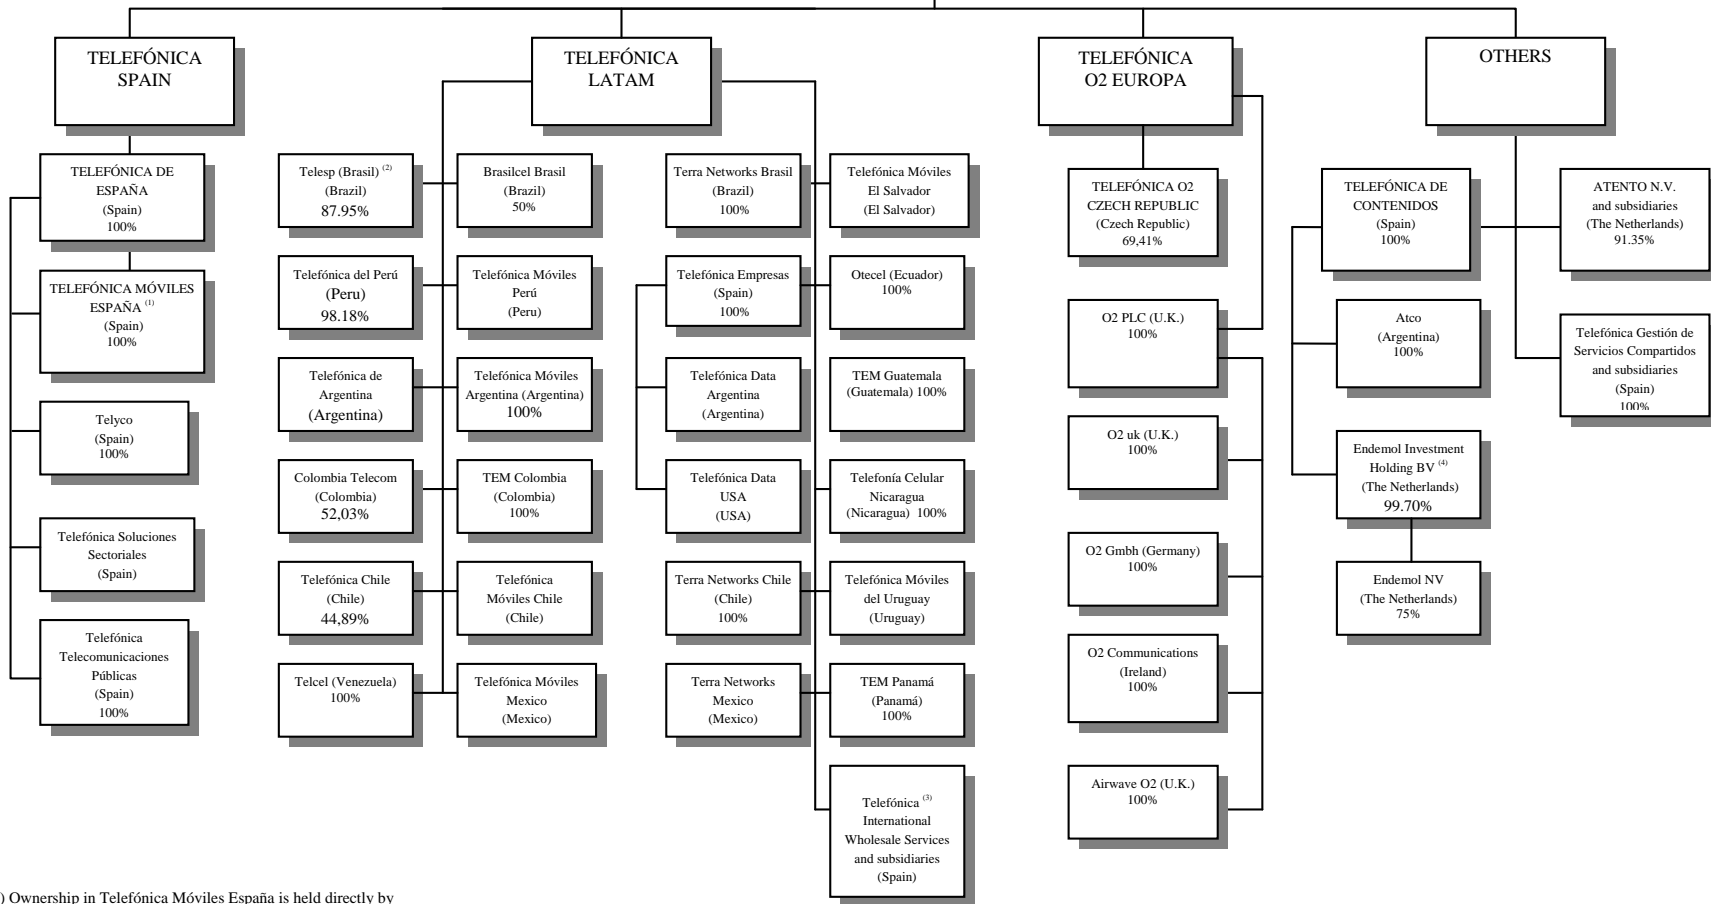 TELEFÓNICA
SPAIN
TELEFÓNICA
LATAM
TELEFÓNICA
O2 EUROPA
OTHERS
TELEFÓNICA DE
ESPAÑA
(Spain)
100%
TELEFÓNICA MÓVILES
ESPAÑA (1)
(Spain)
100%
Telyco
(Spain)
100%
Telefónica Soluciones
Sectoriales
(Spain)
Telefónica
Telecomunicaciones
Públicas
(Spain)
100%
Telesp (Brasil) (2)
(Brazil)
87.95%
Brasilcel Brasil
(Brazil)
50%
Telefónica del Perú
(Peru)
98.18%
Telefónica Móviles
Perú
(Peru)
Telefónica de
Argentina
(Argentina)
Telefónica Móviles
Argentina (Argentina)
100%
Colombia Telecom
(Colombia)
52,03%
TEM Colombia
(Colombia)
100%
Telefónica Chile
(Chile)
44,89%
Telefónica
Móviles Chile
(Chile)
Telcel (Venezuela)
100%
Telefónica Móviles
Mexico
(Mexico)
Terra Networks Brasil
(Brazil)
100%
Telefónica Móviles
El Salvador
(El Salvador)
Telefónica Empresas
(Spain)
100%
Otecel (Ecuador)
100%
Telefónica Data
Argentina
(Argentina)
TEM Guatemala
(Guatemala) 100%
Telefónica Data
USA
(USA)
Telefonía Celular
Nicaragua
(Nicaragua) 100%
Terra Networks Chile
(Chile)
100%
Telefónica Móviles
del Uruguay
(Uruguay)
Terra Networks
Mexico
(Mexico)
TEM Panamá
(Panamá)
100%
Telefónica (3)
International
Wholesale Services
and subsidiaries
(Spain)
TELEFÓNICA O2
CZECH REPUBLIC
(Czech Republic)
69,41%
O2 PLC (U.K.)
100%
O2 uk (U.K.)
100%
O2 Gmbh (Germany)
100%
O2 Communications
(Ireland)
100%
Airwave O2 (U.K.)
100%
TELEFÓNICA DE
CONTENIDOS
(Spain)
100%
ATENTO N.V.
and subsidiaries
(The Netherlands)
91.35%
Atco
(Argentina)
100%
Telefónica Gestión de
Servicios Compartidos
and subsidiaries
(Spain)
100%
Endemol Investment
Holding BV (4)
(The Netherlands)
99.70%
Endemol NV
(The Netherlands)
75%
) Ownership in Telefónica Móviles España is held directly by